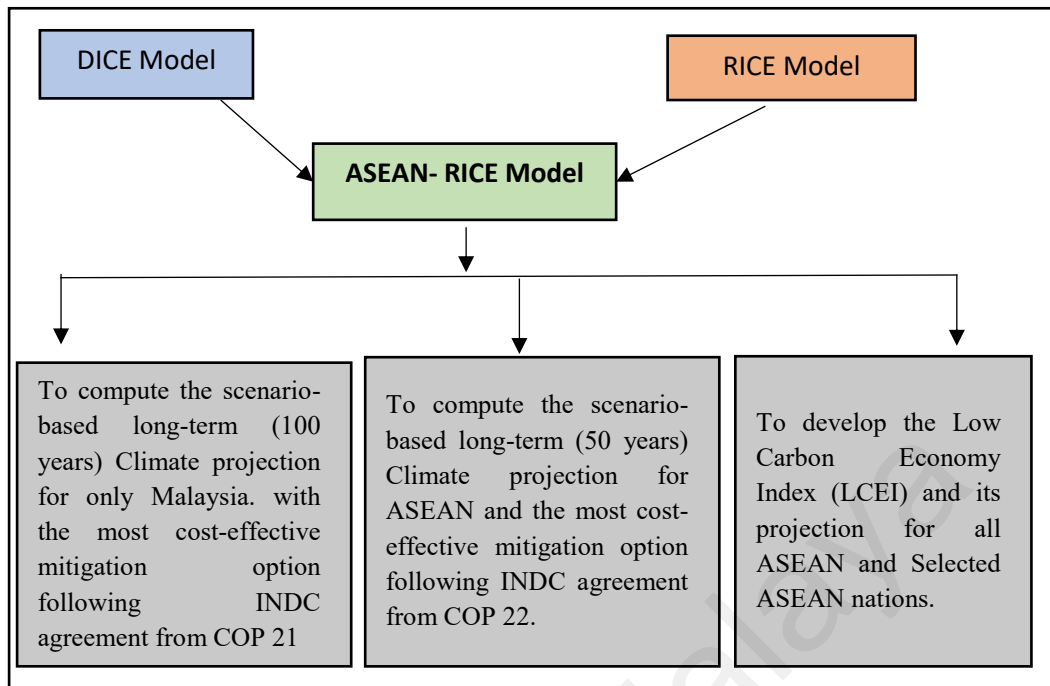 DICE Model
RICE Model
ASEAN- RICE Model
To compute the scenario-
based long-term (100
years) Climate projection
for only Malaysia. with
the most cost-effective
mitigation option
following INDC
agreement from COP 21
To compute the scenario-
based long-term (50 years)
Climate projection for
ASEAN and the most cost-
effective mitigation option
following INDC agreement
from COP 22.
To develop the Low
Carbon Economy
Index (LCEI) and its
projection for all
ASEAN and Selected
ASEAN nations.
alaya